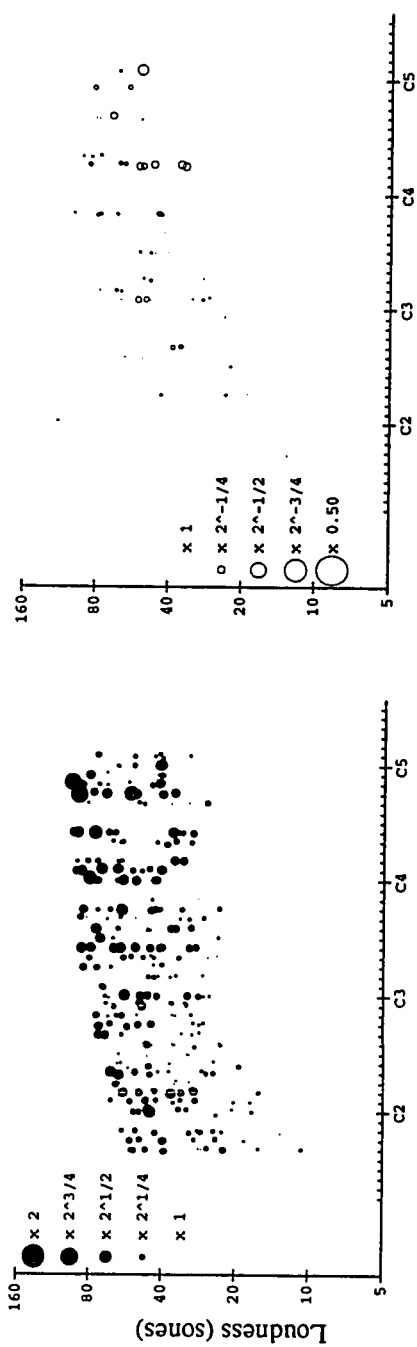 160
80
40
20
10
5
C2
C3
C4
C5
x 1
x 2^-1/4
x 2^-1/2
x 2^-3/4
x 0.50
Loudness (sones)
160
80
40
20
10
5
C2
C3
C4
C5
x 2
x 2^3/4
x 2^1/2
x 2^1/4
x 1